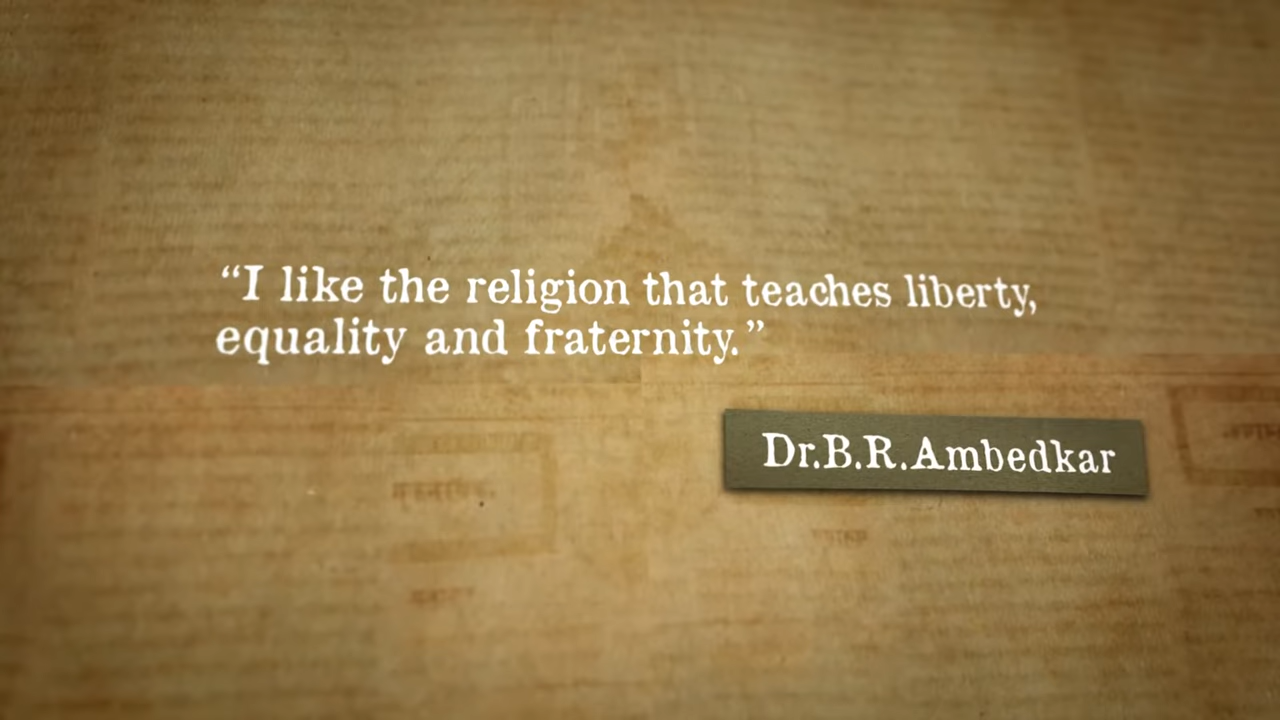 “I like the religion that teaches liberty,
equality and fraternity.”
Dr.B.R.Ambedkar